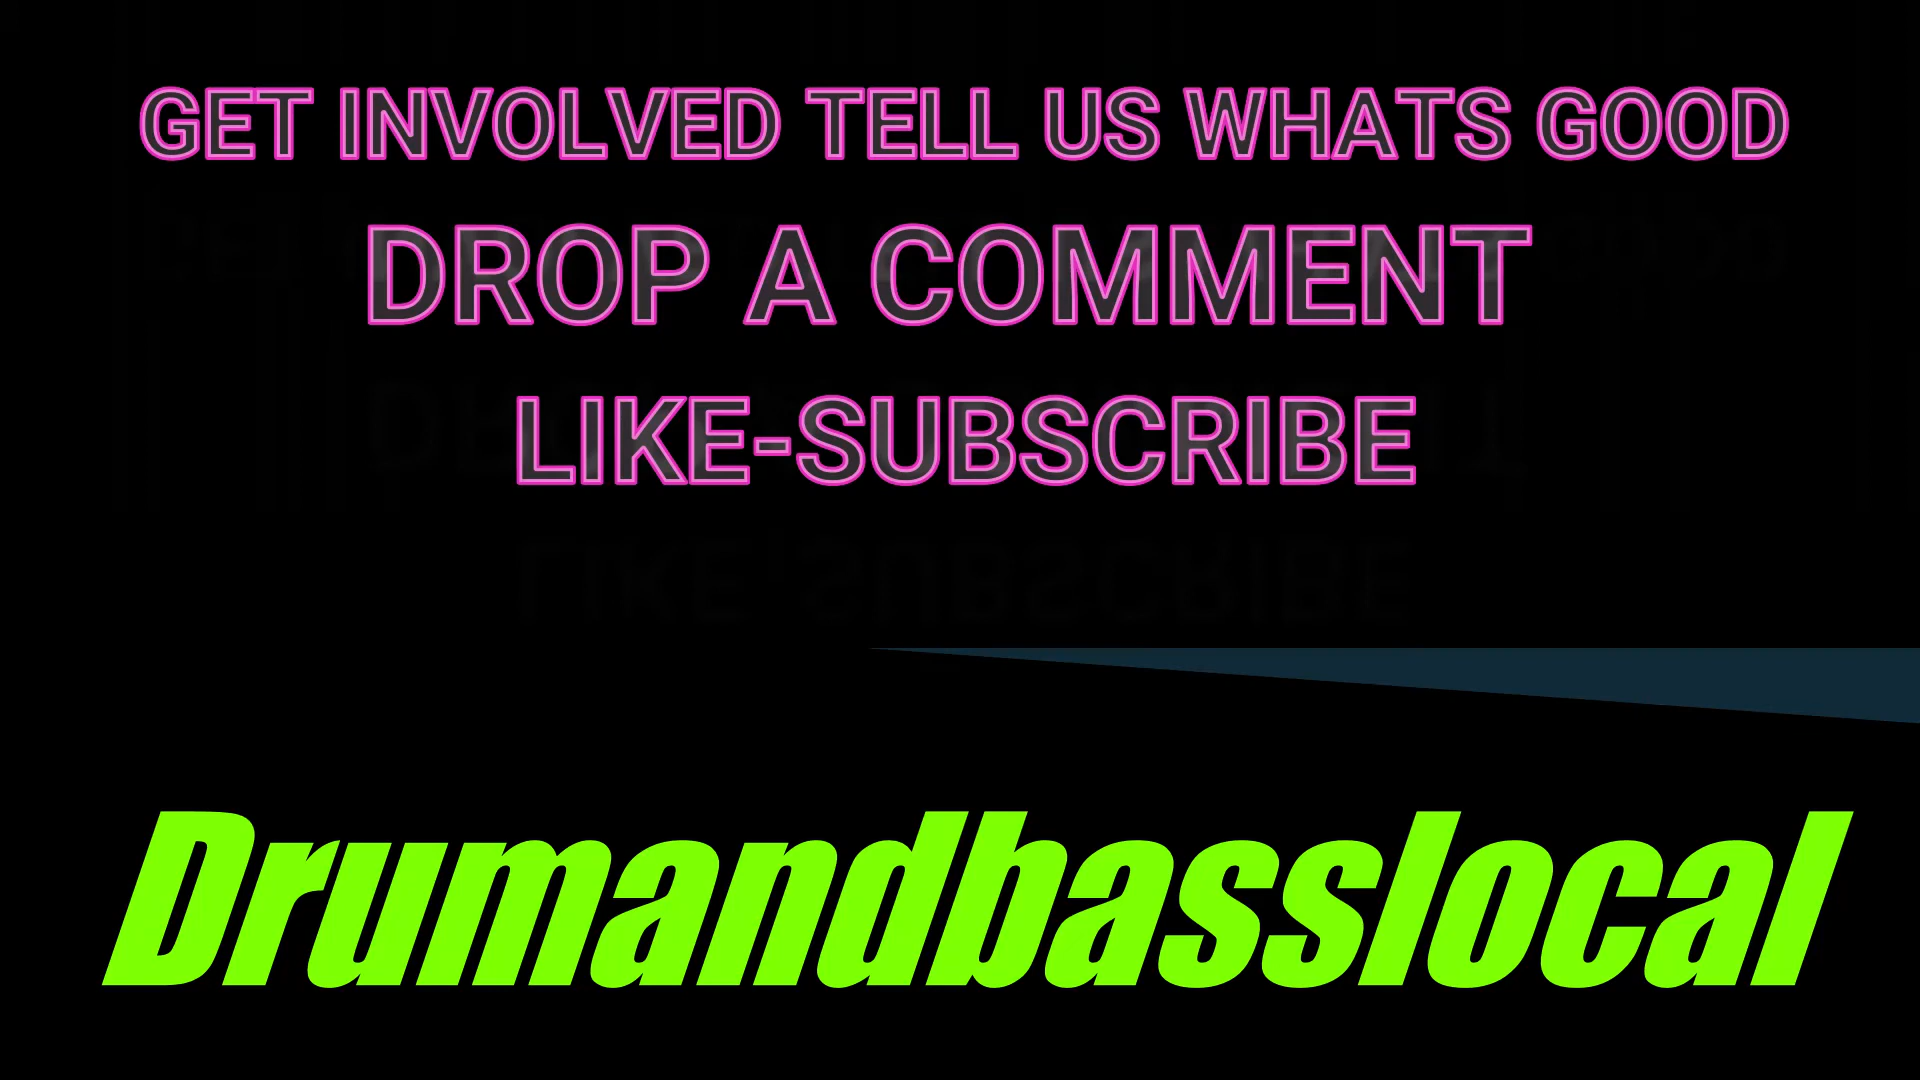 GET INVOLVED TELL US WHATS GOOD
DROP A COMMENT
LIKE-SUBSCRIBE
Drumandbasslocal